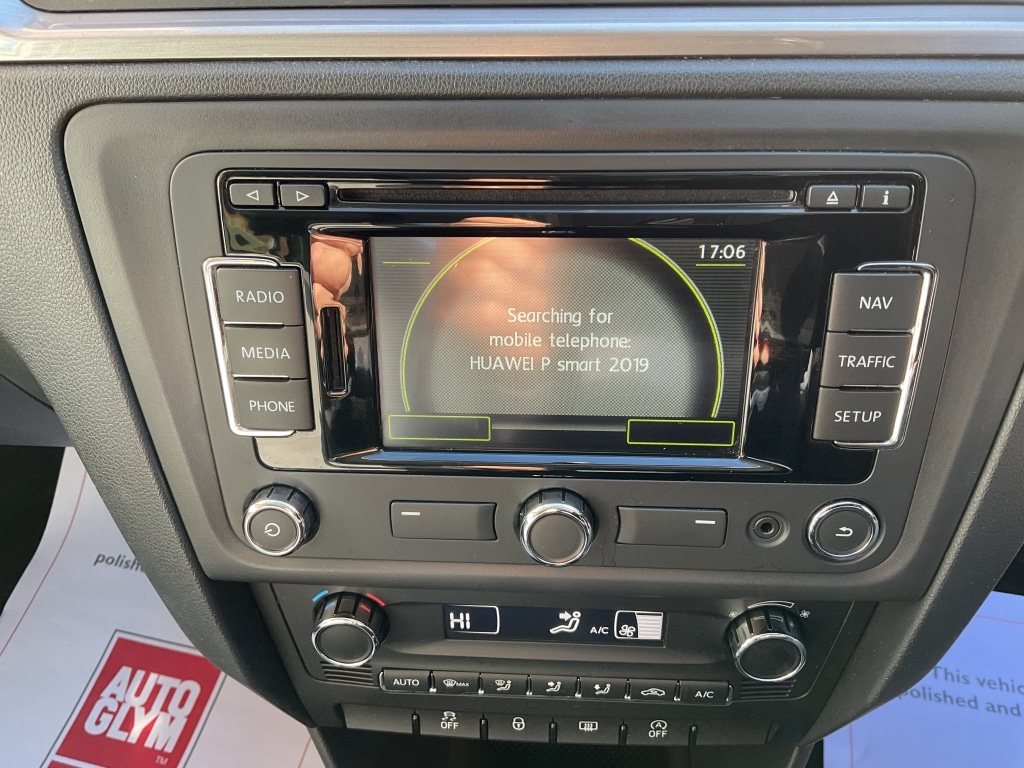 17:06
RADIO
NAV
Searching for
mobile telephone:
HUAWEI P smart 2019
MEDIA
TRAFFIC
PHONE
SETUP
HI
A/C
AUTO
MAX
A/C
OFF
OFF
polish
AUTO
GLYM
TM
This vehic
polished and